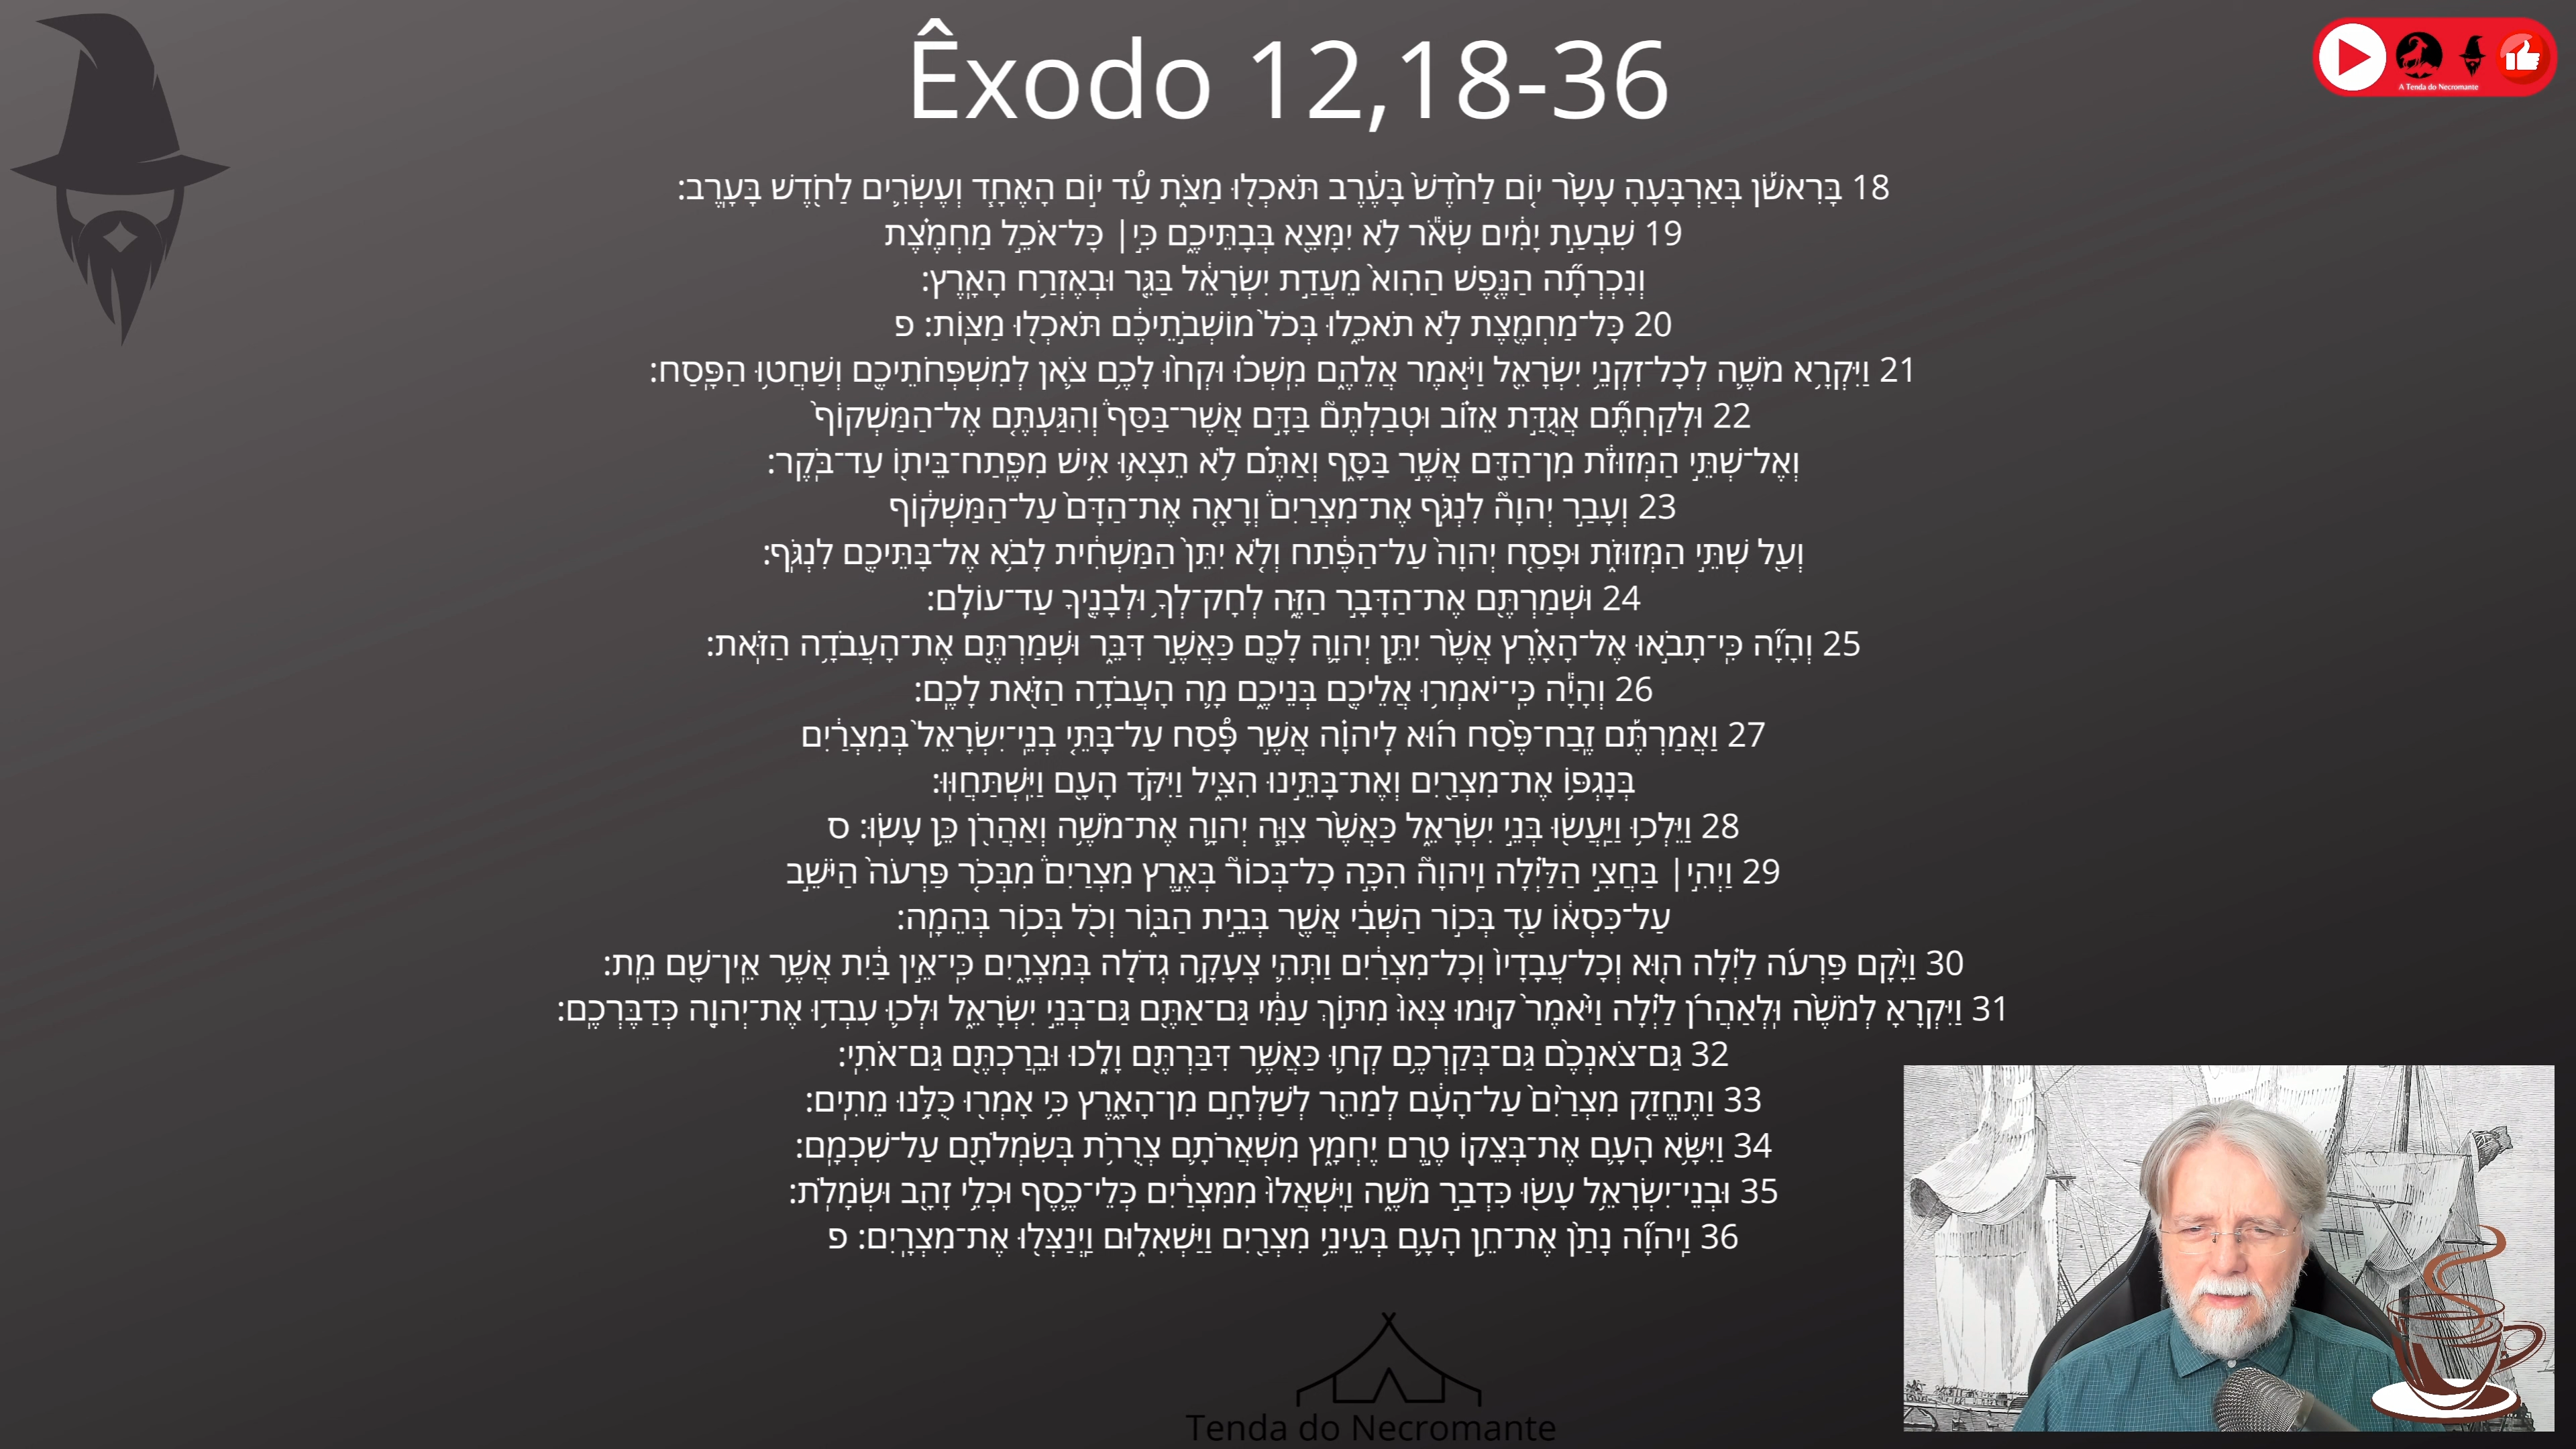 Êxodo 12,18-36
A Tenda do Necromante
18 בָּרִאשֹׁ֡ן בְּאַרְבָּעָה֩ עָשָׂ֨ר י֤וֹם לַחֹ֙דֶשׁ֙ בָּעֶ֔רֶב תֹּאכְל֖וּ מַצֹּ֑ת עַ֠ד י֣וֹם הָאֶחָ֧ד וְעֶשְׂרִ֛ים לַחֹ֖דֶשׁ בָּעָֽרֶב׃
19 שִׁבְעַ֣ת יָמִ֔ים שְׂאֹ֕ר לֹ֥א יִמָּצֵ֖א בְּבָתֵּיכֶ֑ם כִּ֣י׀ כָּל־אֹכֵ֣ל מַחְמֶ֗צֶת
וְנִכְרְתָ֞ה הַנֶּ֤פֶשׁ הַהִוא֙ מֵעֲדַ֣ת יִשְׂרָאֵ֔ל בַּגֵּ֖ר וּבְאֶזְרַ֥ח הָאָֽרֶץ׃
20 כָּל־מַחְמֶ֖צֶת לֹ֣א תֹאכֵ֑לוּ בְּכֹל֙ מוֹשְׁבֹ֣תֵיכֶ֔ם תֹּאכְל֖וּ מַצּֽוֹת׃ פ
21 וַיִּקְרָ֥א מֹשֶׁ֛ה לְכָל־זִקְנֵ֥י יִשְׂרָאֵ֖ל וַיֹּ֣אמֶר אֲלֵהֶ֑ם מִֽשְׁכ֗וּ וּקְח֨וּ לָכֶ֥ם צֹ֛אן לְמִשְׁפְּחֹתֵיכֶ֖ם וְשַׁחֲט֥וּ הַפָּֽסַח׃
22 וּלְקַחְתֶּ֞ם אֲגֻדַּ֣ת אֵז֗וֹב וּטְבַלְתֶּם֮ בַּדָּ֣ם אֲשֶׁר־בַּסַּף֒ וְהִגַּעְתֶּ֤ם אֶל־הַמַּשְׁקוֹף֙
וְאֶל־שְׁתֵּ֣י הַמְּזוּזֹ֔ת מִן־הַדָּ֖ם אֲשֶׁ֣ר בַּסָּ֑ף וְאַתֶּ֗ם לֹ֥א תֵצְא֛וּ אִ֥ישׁ מִפֶּֽתַח־בֵּית֖וֹ עַד־בֹּֽקֶר׃
23 וְעָבַ֣ר יְהוָה֮ לִנְגֹּ֣ף אֶת־מִצְרַיִם֒ וְרָאָ֤ה אֶת־הַדָּם֙ עַל־הַמַּשְׁק֔וֹף
וְעַ֖ל שְׁתֵּ֣י הַמְּזוּזֹ֑ת וּפָסַ֤ח יְהוָה֙ עַל־הַפֶּ֔תַח וְלֹ֤א יִתֵּן֙ הַמַּשְׁחִ֔ית לָבֹ֥א אֶל־בָּתֵּיכֶ֖ם לִנְגֹּֽף׃
24 וּשְׁמַרְתֶּ֖ם אֶת־הַדָּבָ֣ר הַזֶּ֑ה לְחָק־לְךָ֥ וּלְבָנֶ֖יךָ עַד־עוֹלָֽם׃
25 וְהָיָ֞ה כִּֽי־תָבֹ֣אוּ אֶל־הָאָ֗רֶץ אֲשֶׁ֨ר יִתֵּ֧ן יְהוָ֛ה לָכֶ֖ם כַּאֲשֶׁ֣ר דִּבֵּ֑ר וּשְׁמַרְתֶּ֖ם אֶת־הָעֲבֹדָ֥ה הַזֹּֽאת׃
26 וְהָיָ֕ה כִּֽי־יֹאמְר֥וּ אֲלֵיכֶ֖ם בְּנֵיכֶ֑ם מָ֛ה הָעֲבֹדָ֥ה הַזֹּ֖את לָכֶֽם׃
27 וַאֲמַרְתֶּ֡ם זֶֽבַח־פֶּ֨סַח ה֜וּא לַֽיהוָ֗ה אֲשֶׁ֣ר פָּ֠סַח עַל־בָּתֵּ֤י בְנֵֽי־יִשְׂרָאֵל֙ בְּמִצְרַ֔יִם
בְּנָגְפּ֥וֹ אֶת־מִצְרַ֖יִם וְאֶת־בָּתֵּ֣ינוּ הִצִּ֑יל וַיִּקֹּ֥ד הָעָ֖ם וַיִּֽשְׁתַּחֲוּֽוּ׃
28 וַיֵּלְכ֥וּ וַיַּֽעֲשׂ֖וּ בְּנֵ֣י יִשְׂרָאֵ֑ל כַּאֲשֶׁ֨ר צִוָּ֧ה יְהוָ֛ה אֶת־מֹשֶׁ֥ה וְאַהֲרֹ֖ן כֵּ֥ן עָשֽׂוּ׃ ס
29 וַיְהִ֣י׀ בַּחֲצִ֣י הַלַּ֗יְלָה וַֽיהוָה֮ הִכָּ֣ה כָל־בְּכוֹר֮ בְּאֶ֣רֶץ מִצְרַיִם֒ מִבְּכֹ֤ר פַּרְעֹה֙ הַיֹּשֵׁ֣ב
עַל־כִּסְא֔וֹ עַ֚ד בְּכ֣וֹר הַשְּׁבִ֔י אֲשֶׁ֖ר בְּבֵ֣ית הַבּ֑וֹר וְכֹ֖ל בְּכ֥וֹר בְּהֵמָֽה׃
30 וַיָּ֨קָם פַּרְעֹ֜ה לַ֗יְלָה ה֤וּא וְכָל־עֲבָדָיו֙ וְכָל־מִצְרַ֔יִם וַתְּהִ֛י צְעָקָ֥ה גְדֹלָ֖ה בְּמִצְרָ֑יִם כִּֽי־אֵ֣ין בַּ֔יִת אֲשֶׁ֥ר אֵֽין־שָׁ֖ם מֵֽת׃
31 וַיִּקְרָא֩ לְמֹשֶׁ֨ה וּֽלְאַהֲרֹ֜ן לַ֗יְלָה וַיֹּ֙אמֶר֙ ק֤וּמוּ צְּאוּ֙ מִתּ֣וֹךְ עַמִּ֔י גַּם־אַתֶּ֖ם גַּם־בְּנֵ֣י יִשְׂרָאֵ֑ל וּלְכ֛וּ עִבְד֥וּ אֶת־יְהוָ֖ה כְּדַבֶּרְכֶֽם׃
32 גַּם־צֹאנְכֶ֨ם גַּם־בְּקַרְכֶ֥ם קְח֛וּ כַּאֲשֶׁ֥ר דִּבַּרְתֶּ֖ם וָלֵ֑כוּ וּבֵֽרַכְתֶּ֖ם גַּם־אֹתִֽי׃
33 וַתֶּחֱזַ֤ק מִצְרַ֙יִם֙ עַל־הָעָ֔ם לְמַהֵ֖ר לְשַׁלְּחָ֣ם מִן־הָאָ֑רֶץ כִּ֥י אָמְר֖וּ כֻּלָּ֥נוּ מֵתִֽים׃
34 וַיִּשָּׂ֥א הָעָ֛ם אֶת־בְּצֵק֖וֹ טֶ֣רֶם יֶחְמָ֑ץ מִשְׁאֲרֹתָ֛ם צְרֻרֹ֥ת בְּשִׂמְלֹתָ֖ם עַל־שִׁכְמָֽם׃
35 וּבְנֵי־יִשְׂרָאֵ֥ל עָשׂ֖וּ כִּדְבַ֣ר מֹשֶׁ֑ה וַֽיִּשְׁאֲלוּ֙ מִמִּצְרַ֔יִם כְּלֵי־כֶ֛סֶף וּכְלֵ֥י זָהָ֖ב וּשְׂמָלֹֽת׃
36 וַֽיהוָ֞ה נָתַ֨ן אֶת־חֵ֥ן הָעָ֛ם בְּעֵינֵ֥י מִצְרַ֖יִם וַיַּשְׁאִל֑וּם וַֽיְנַצְּל֖וּ אֶת־מִצְרָֽיִם׃ פ
Tenda do Necromante